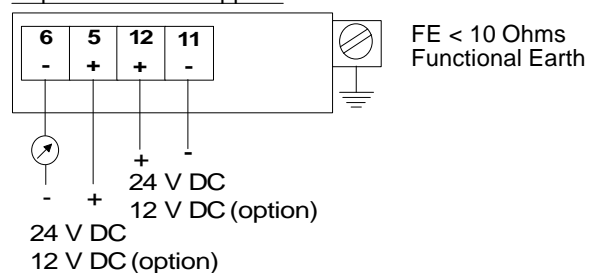 6 5 12 11
- + + -
FE < 10 Ohms
Functional Earth
+ -
24 V DC
12 V DC (option)
- +
24 V DC
12 V DC (option)